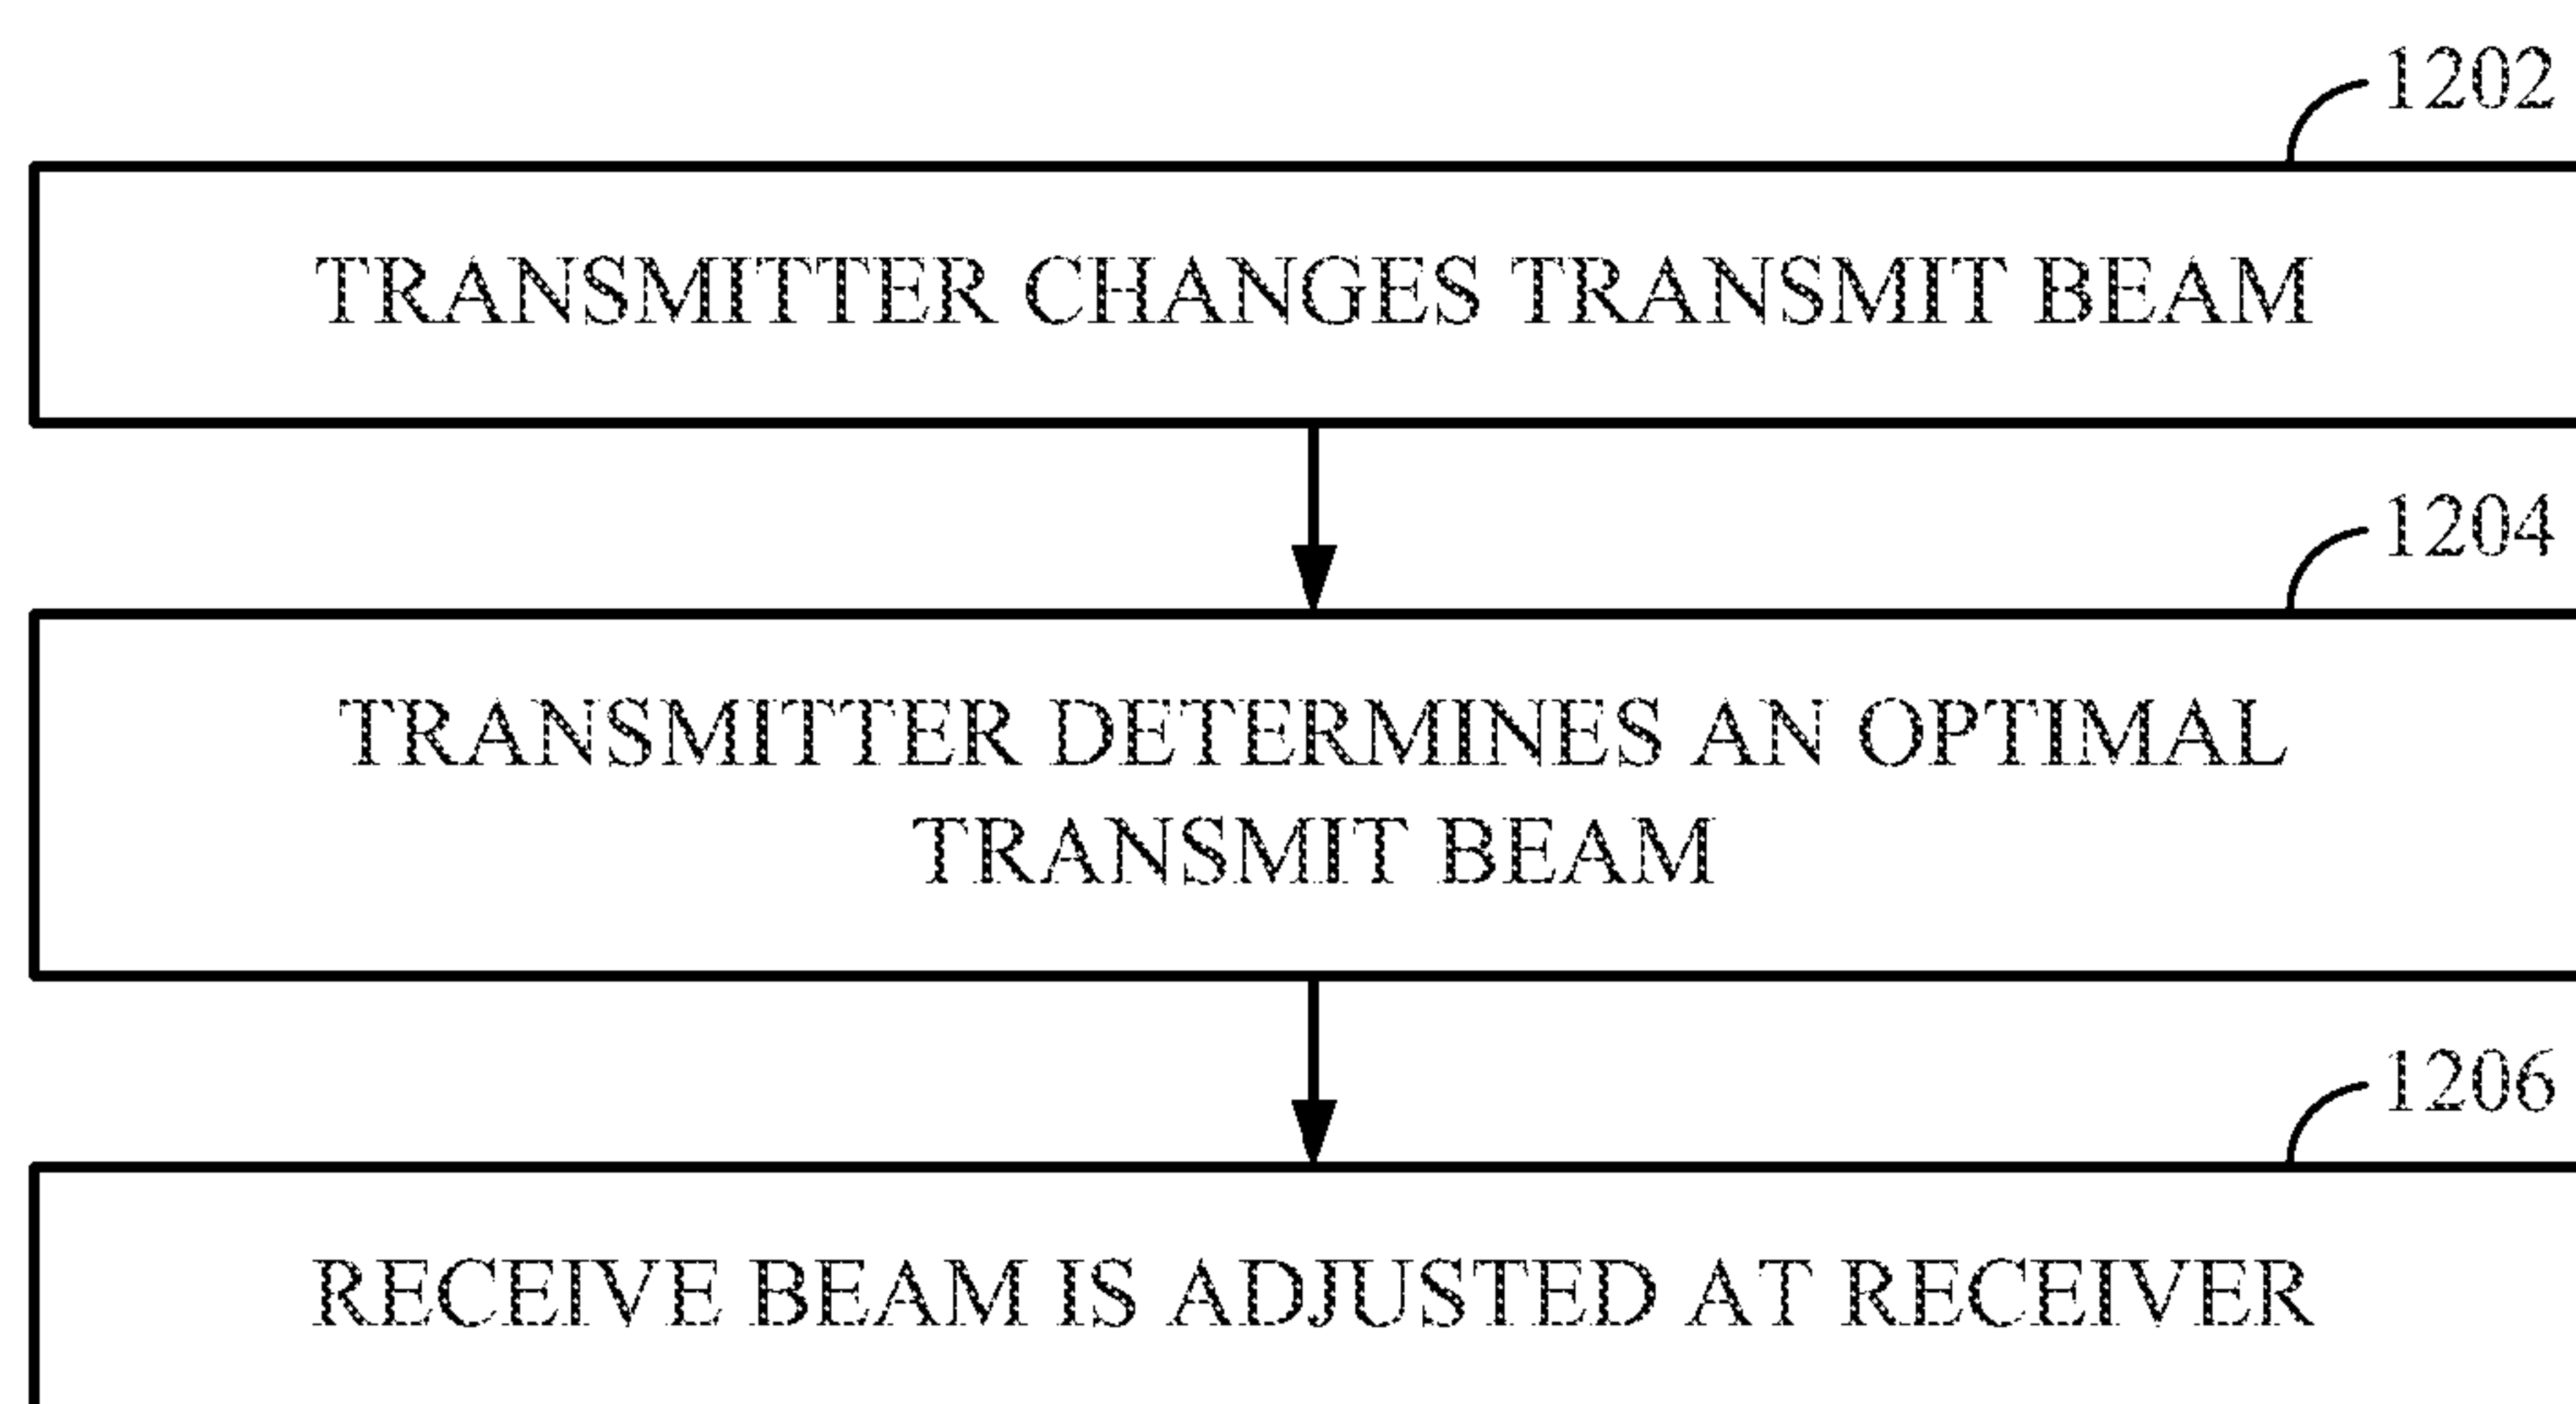 1202
TRANSMITTER CHANGES TRANSMIT BEAM
1204
TRANSMITTER DETERMINES AN OPTIMAL
TRANSMIT BEAM
1206
RECEIVE BEAM IS ADJUSTED AT RECEIVER